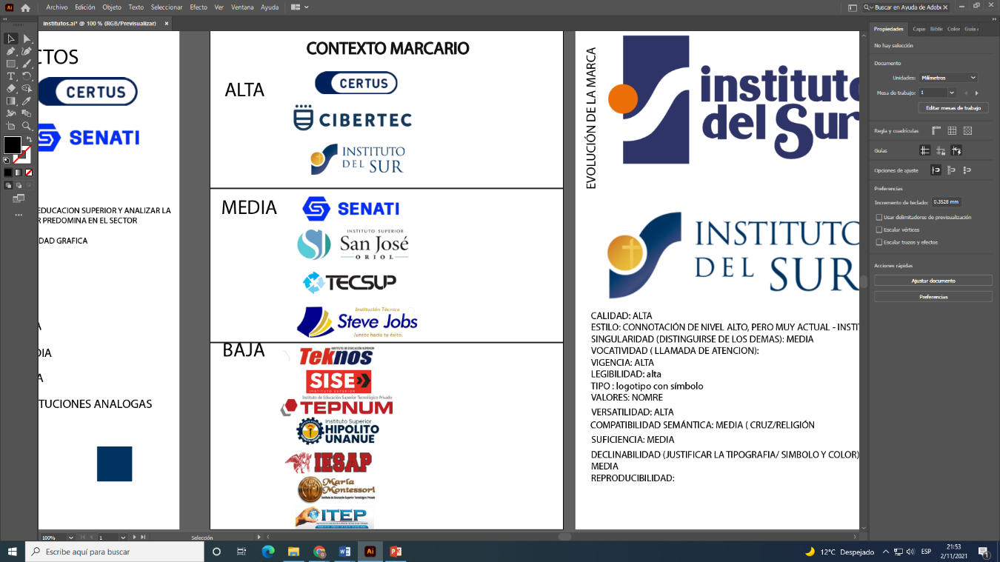 Archivo Edición Objeto Texto Seleccionar Efecto Ver Ventana Ayuda
Buscar en Ayuda de Adobe
institutos.ai* @ 100 % (RGB/Previsualizar)
CTOS
CERTUS
SENATI
EDUCACION SUPERIOR Y ANALIZAR LA
R PREDOMINA EN EL SECTOR
DAD GRAFICA
A
DIA
A
TUCIONES ANALOGAS
CONTEXTO MARCARIO
ALTA
CERTUS
CIBERTEC
INSTITUTO
DEL SUR
MEDIA
SENATI
INSTITUTO SUPERIOR
San José
ORIOL
TECSUP
Institución Técnica
Steve Jobs
Juntos hacia tu éxito.
BAJA
INSTITUTO DE EDUCACIÓN SUPERIOR
Teknos
SISE
INSTITUTO SUPERIOR
Instituto de Educación Superior Tecnológico Privado
TEPNUM
Instituto Superior
HIPOLITO
UNANUE
IESAP
María
Montessori
Instituto de Educación Superior Tecnológico Privado
ITEP
EVOLUCIÓN DE LA MARCA
instituto
del Sur
INSTITUTO
DEL SUR
CALIDAD: ALTA
ESTILO: CONNOTACIÓN DE NIVEL ALTO, PERO MUY ACTUAL - INSTI
SINGULARIDAD (DISTINGUIRSE DE LOS DEMAS): MEDIA
VOCATIVIDAD ( LLAMADA DE ATENCION):
VIGENCIA: ALTA
LEGIBILIDAD: alta
TIPO : logotipo con símbolo
VALORES: NOMRE
VERSATILIDAD: ALTA
COMPATIBILIDAD SEMÁNTICA: MEDIA ( CRUZ/RELIGIÓN
SUFICIENCIA: MEDIA
DECLINABILIDAD (JUSTIFICAR LA TIPOGRAFIA/ SIMBOLO Y COLOR)
MEDIA
REPRODUCIBILIDAD:
Propiedades Capas Biblic Color Guía
No hay selección
Documento
Unidades: Milímetros
Mesa de trabajo: 1
Editar mesas de trabajo
Regla y cuadrículas
Guías
Opciones de ajuste
Preferencias
Incremento de teclado: 0.3528 mm
Usar delimitadores de previsualización
Escalar vértices
Escalar trazos y efectos
Acciones rápidas
Ajustar documento
Preferencias
100% 1 Selección
Escribe aquí para buscar
12°C Despejado
ESP
21:53
2/11/2021